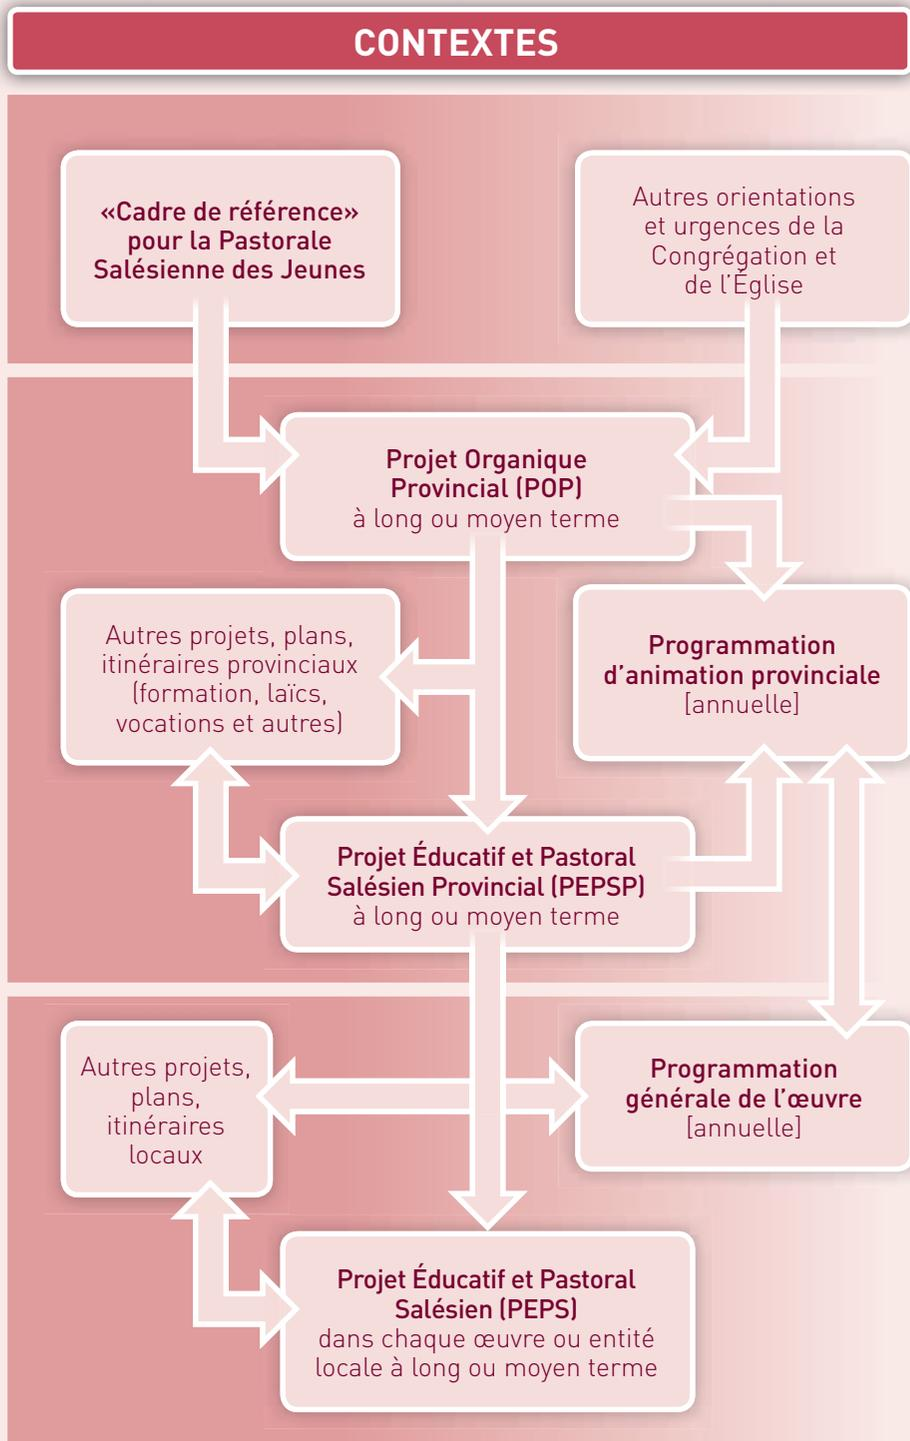 CONTEXTES
«Cadre de référence»
pour la Pastorale
Salésienne des Jeunes
Autres orientations
et urgences de la
Congrégation et
de l’Église
Projet Organique
Provincial (POP)
à long ou moyen terme
Autres projets, plans,
itinéraires provinciaux
(formation, laïcs,
vocations et autres)
Programmation
d’animation provinciale
[annuelle]
Projet Éducatif et Pastoral
Salésien Provincial (PEPSP)
à long ou moyen terme
Autres projets,
plans,
itinéraires
locaux
Programmation
générale de l’œuvre
[annuelle]
Projet Éducatif et Pastoral
Salésien (PEPS)
dans chaque œuvre ou entité
locale à long ou moyen terme